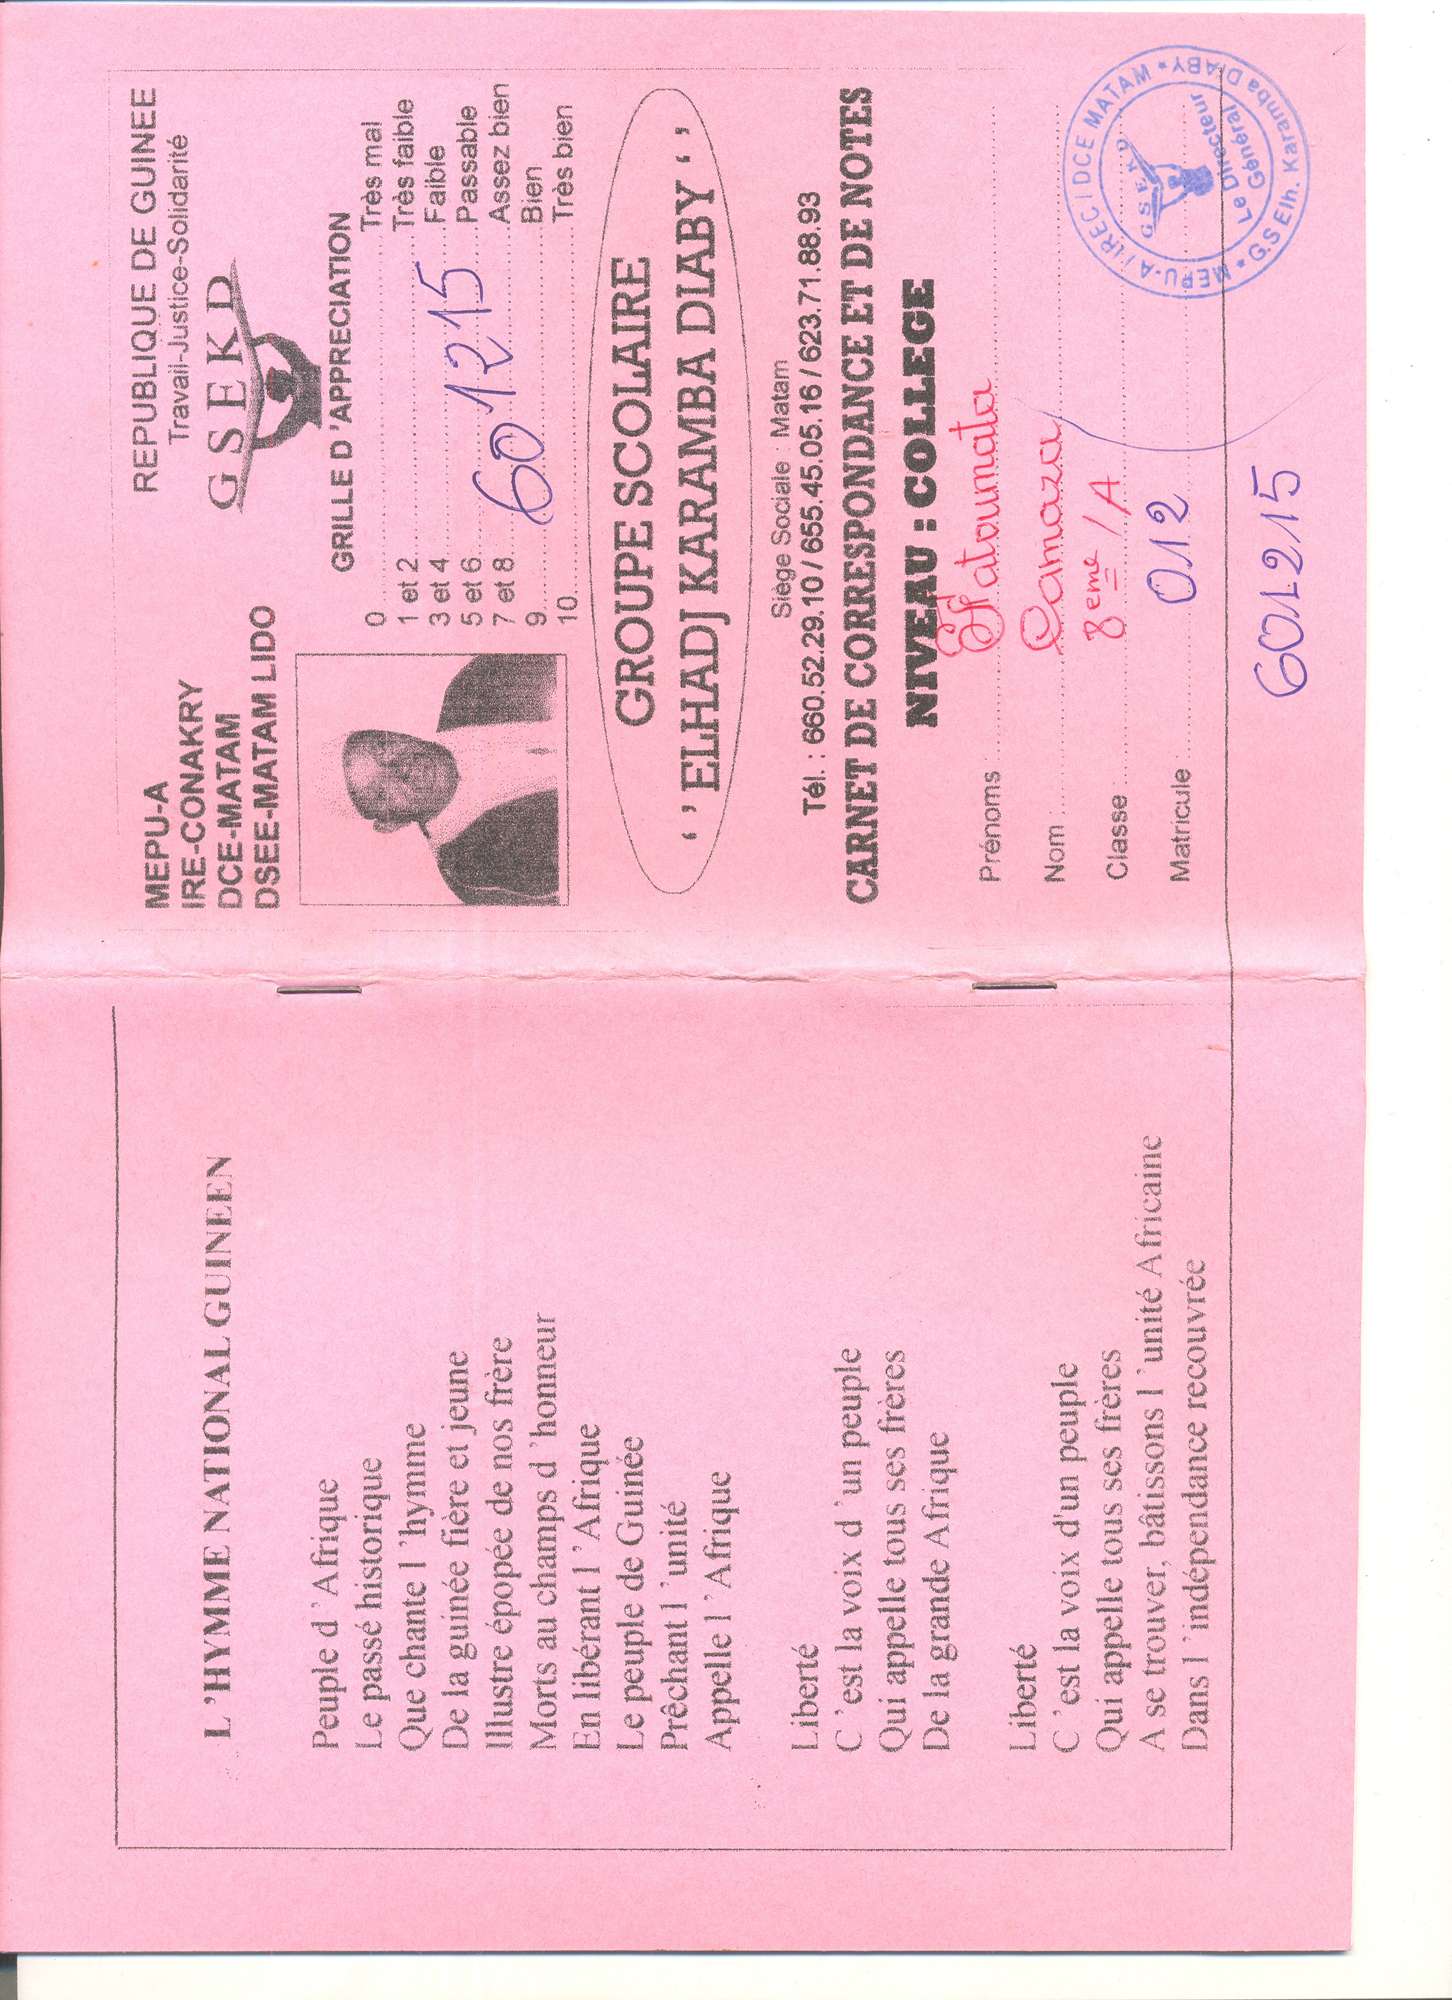 MEPU-A
IRE-CONAKRY
DCE-MATAM
DSEE-MATAM LIDO
REPUBLIQUE DE GUINEE
Travail-Justice-Solidarité
GSEKD
GRILLE D 'APPRECIATION
0 Très mal
1 et 2 Très faible
3 et 4 Faible
5 et 6 Passable
7 et 8 Assez bien
9 Bien
10 Très bien
601215
GROUPE SCOLAIRE
‘ ’ ELHADJ KARAMBA DIABY ‘ ’
Siège Sociale : Matam
Tél. : 660.52.29.10 / 655.45.05.16 / 623.71.88.93
CARNET DE CORRESPONDANCE ET DE NOTES
NIVEAU : COLLEGE
Prénoms Fatoumata
Nom Camara
Classe 8eme /A
Matricule 012
601215
MEPU-A / IREC / DCE MATAM * G.S Elh. Karamba DIABY *
GSEKD
Le Directeur
Général
L 'HYMME NATIONAL GUINEEN
Peuple d ' Afrique
Le passé historique
Que chante l ' hymme
De la guinée fière et jeune
Illustre épopée de nos frère
Morts au champs d ' honneur
En libérant l ' Afrique
Le peuple de Guinée
Prêchant l ' unité
Appelle l ' Afrique
Liberté
C ' est la voix d ' un peuple
Qui appelle tous ses frères
De la grande Afrique
Liberté
C ' est la voix d'un peuple
Qui appelle tous ses frères
A se trouver, bâtissons l ' unité Africaine
Dans l ' indépendance recouvrée